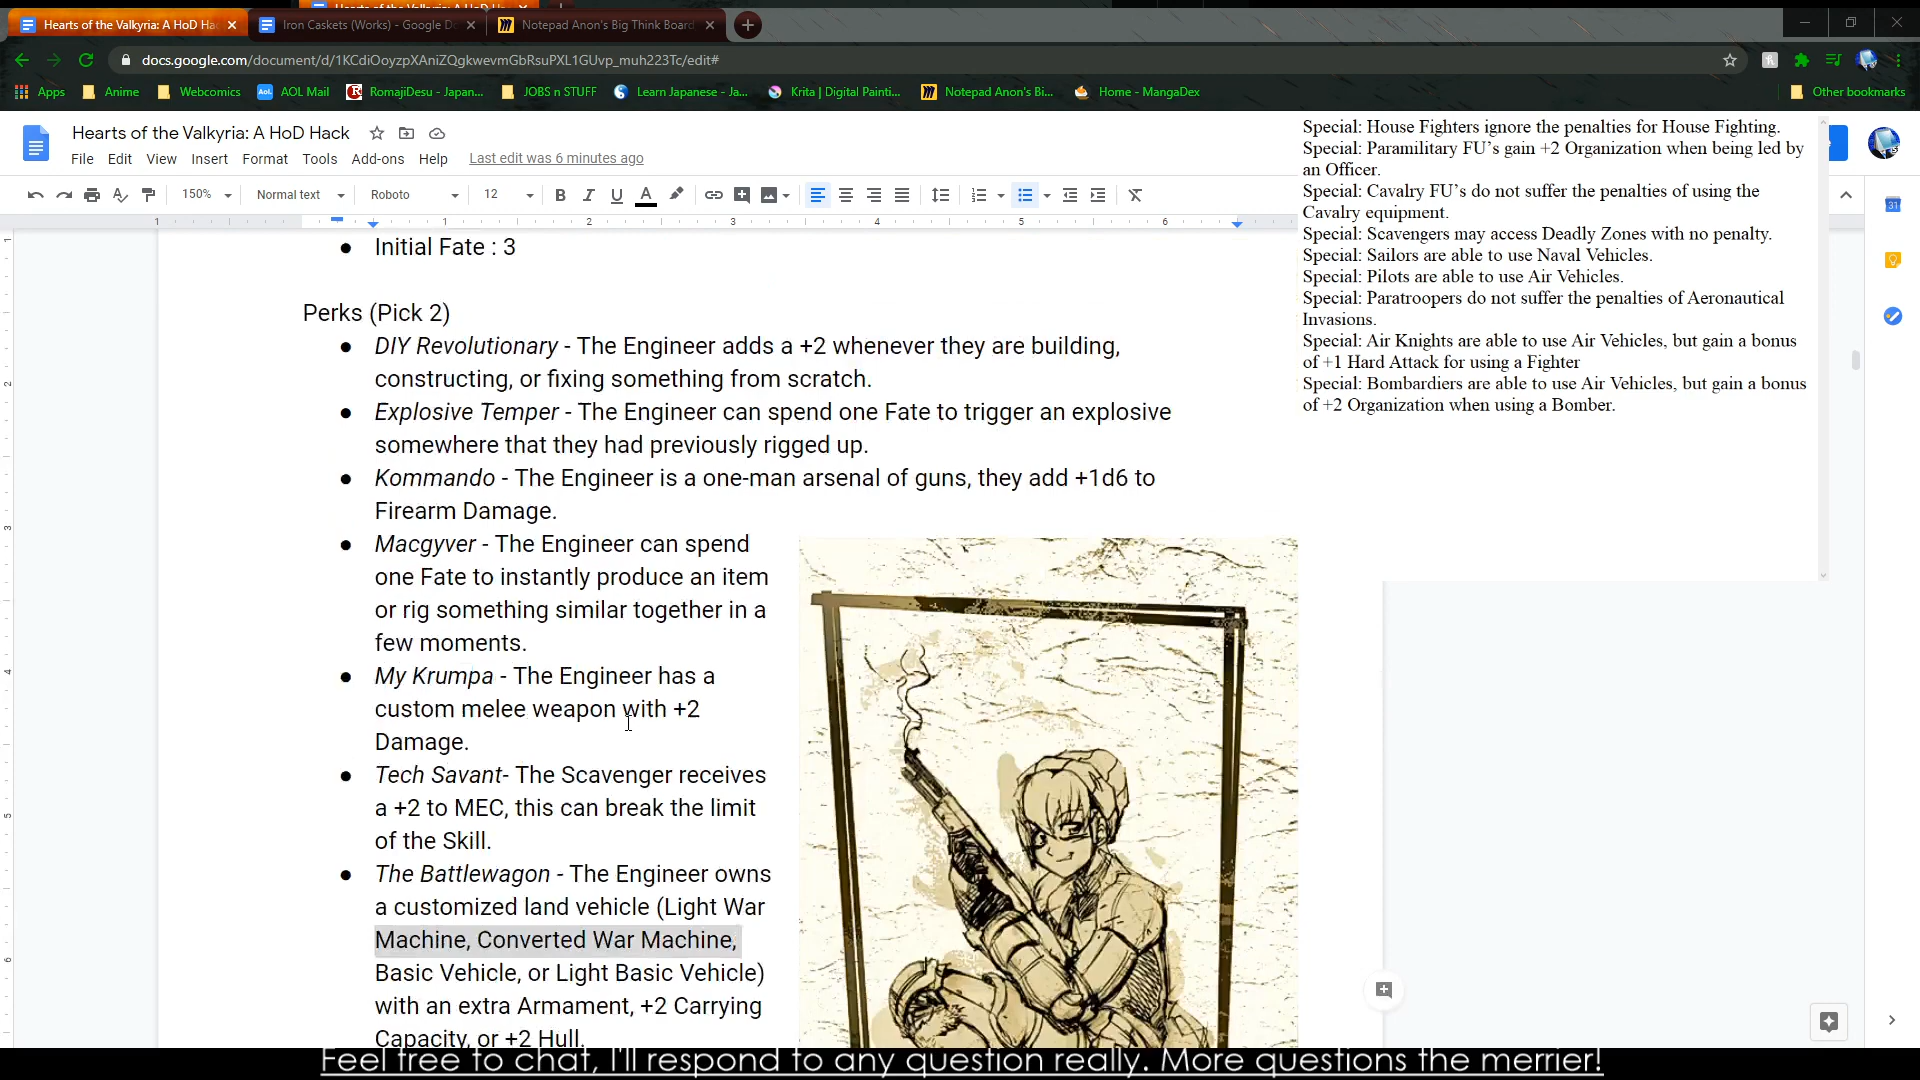 Hearts of the Valkyria: A HoD Ha
Iron Caskets (Works) - Google D
Notepad Anon's Big Think Board
docs.google.com/document/d/1KCdiOoyzpXAniZQgkwevmGbRsuPXL1GUvp_muh223Tc/edit#
Apps
Anime
Webcomics
AOL Mail
RomajiDesu - Japan...
JOBS n STUFF
Learn Japanese - Ja...
Krita | Digital Painti...
Notepad Anon's Bi...
Home - MangaDex
Other bookmarks
Hearts of the Valkyria: A HoD Hack
File Edit View Insert Format Tools Add-ons Help Last edit was 6 minutes ago
150% Normal text Roboto 12
Special: House Fighters ignore the penalties for House Fighting.
Special: Paramilitary FU's gain +2 Organization when being led by
an Officer.
Special: Cavalry FU's do not suffer the penalties of using the
Cavalry equipment.
Special: Scavengers may access Deadly Zones with no penalty.
Special: Sailors are able to use Naval Vehicles.
Special: Pilots are able to use Air Vehicles.
Special: Paratroopers do not suffer the penalties of Aeronautical
Invasions.
Special: Air Knights are able to use Air Vehicles, but gain a bonus
of +1 Hard Attack for using a Fighter
Special: Bombardiers are able to use Air Vehicles, but gain a bonus
of +2 Organization when using a Bomber.
● Initial Fate : 3
Perks (Pick 2)
● DIY Revolutionary - The Engineer adds a +2 whenever they are building,
constructing, or fixing something from scratch.
● Explosive Temper - The Engineer can spend one Fate to trigger an explosive
somewhere that they had previously rigged up.
● Kommando - The Engineer is a one-man arsenal of guns, they add +1d6 to
Firearm Damage.
● Macgyver - The Engineer can spend
one Fate to instantly produce an item
or rig something similar together in a
few moments.
● My Krumpa - The Engineer has a
custom melee weapon with +2
Damage.
● Tech Savant- The Scavenger receives
a +2 to MEC, this can break the limit
of the Skill.
● The Battlewagon - The Engineer owns
a customized land vehicle (Light War
Machine, Converted War Machine,
Basic Vehicle, or Light Basic Vehicle)
with an extra Armament, +2 Carrying
Capacity, or +2 Hull.
Feel free to chat, I'll respond to any question really. More questions the merrier!